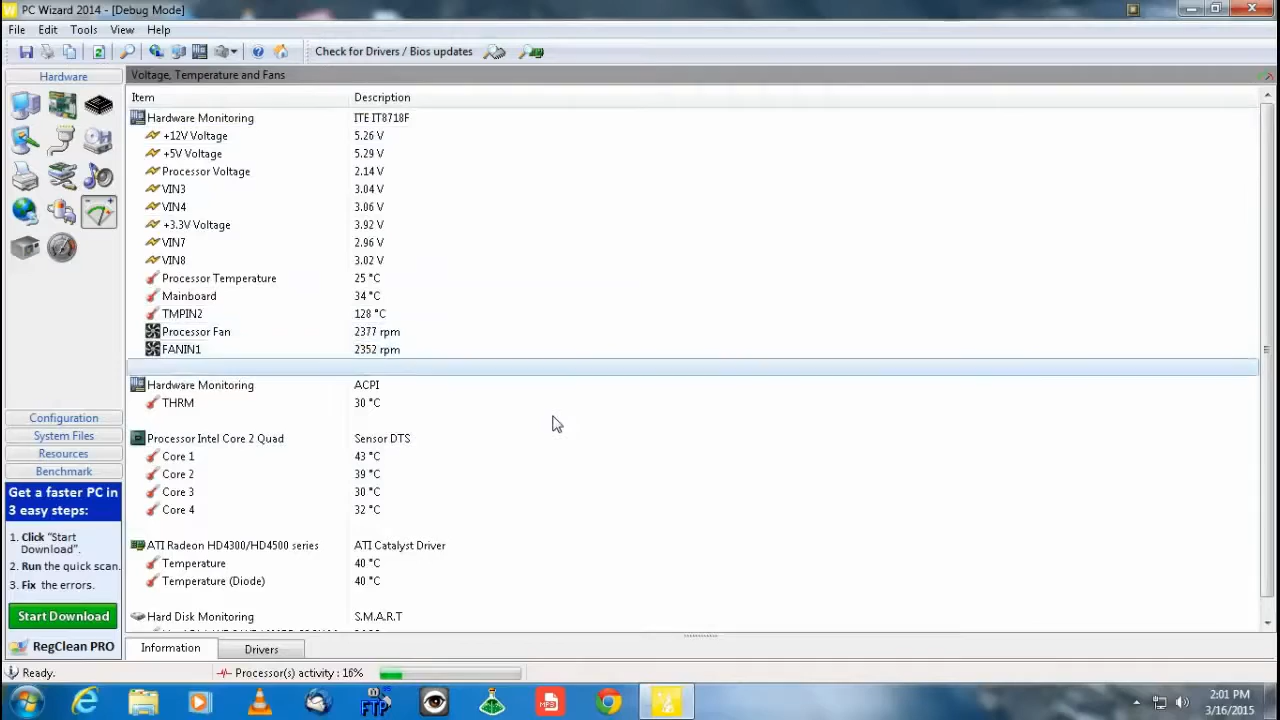 PC Wizard 2014 - [Debug Mode]
File Edit Tools View Help
Check for Drivers / Bios updates
Hardware
Voltage, Temperature and Fans
Item Description
Hardware Monitoring ITE IT8718F
+12V Voltage 5.26 V
+5V Voltage 5.29 V
Processor Voltage 2.14 V
VIN3 3.04 V
VIN4 3.06 V
+3.3V Voltage 3.92 V
VIN7 2.96 V
VIN8 3.02 V
Processor Temperature 25 °C
Mainboard 34 °C
TMPIN2 128 °C
Processor Fan 2377 rpm
FANIN1 2352 rpm
Hardware Monitoring ACPI
THRM 30 °C
Processor Intel Core 2 Quad Sensor DTS
Core 1 43 °C
Core 2 39 °C
Core 3 30 °C
Core 4 32 °C
ATI Radeon HD4300/HD4500 series ATI Catalyst Driver
Temperature 40 °C
Temperature (Diode) 40 °C
Hard Disk Monitoring S.M.A.R.T
Configuration
System Files
Resources
Benchmark
Get a faster PC in
3 easy steps:
1. Click "Start
Download".
2. Run the quick scan.
3. Fix the errors.
Start Download
RegClean PRO
Information Drivers
Ready. Processor(s) activity : 16%
FTP
MP3
2:01 PM
3/16/2015